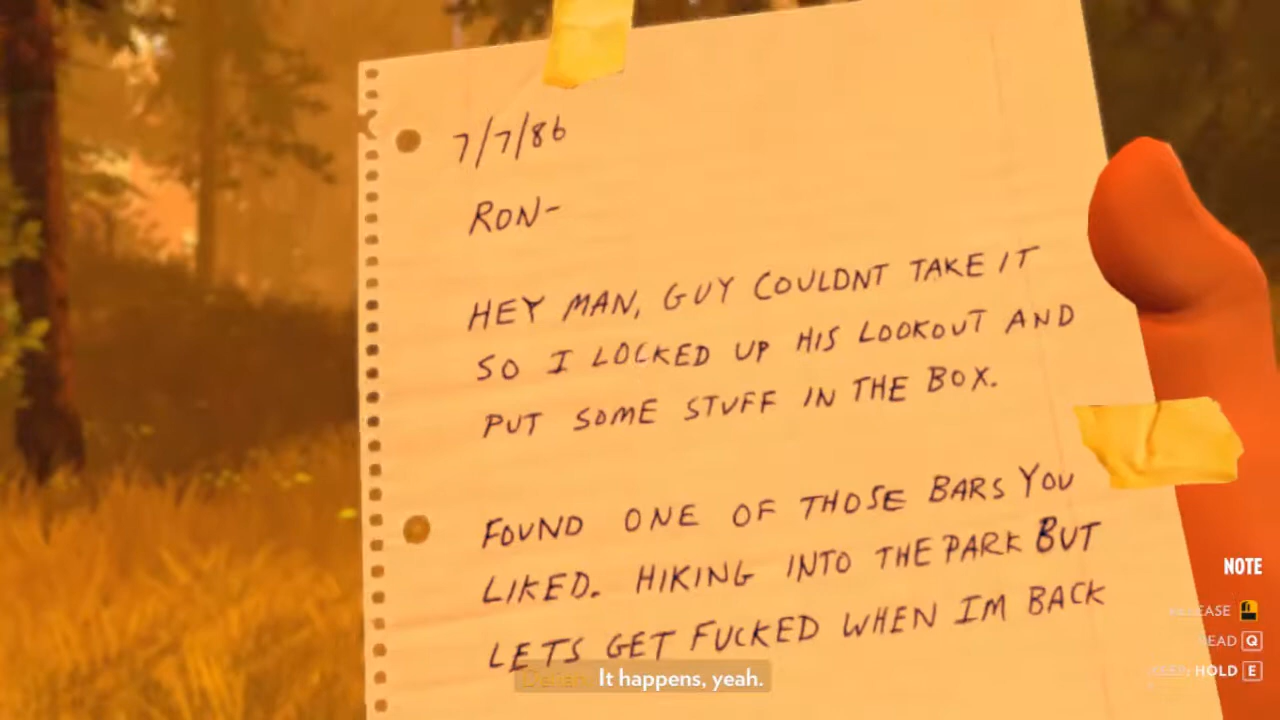 7/7/86
RON-
HEY MAN, GUY COULDNT TAKE IT
SO I LOCKED UP HIS LOOKOUT AND
PUT SOME STUFF IN THE BOX.
FOUND ONE OF THOSE BARS YOU
LIKED. HIKING INTO THE PARK BUT
LETS GET FUCKED WHEN IM BACK
It happens, yeah.
NOTE
READ Q
HOLD E